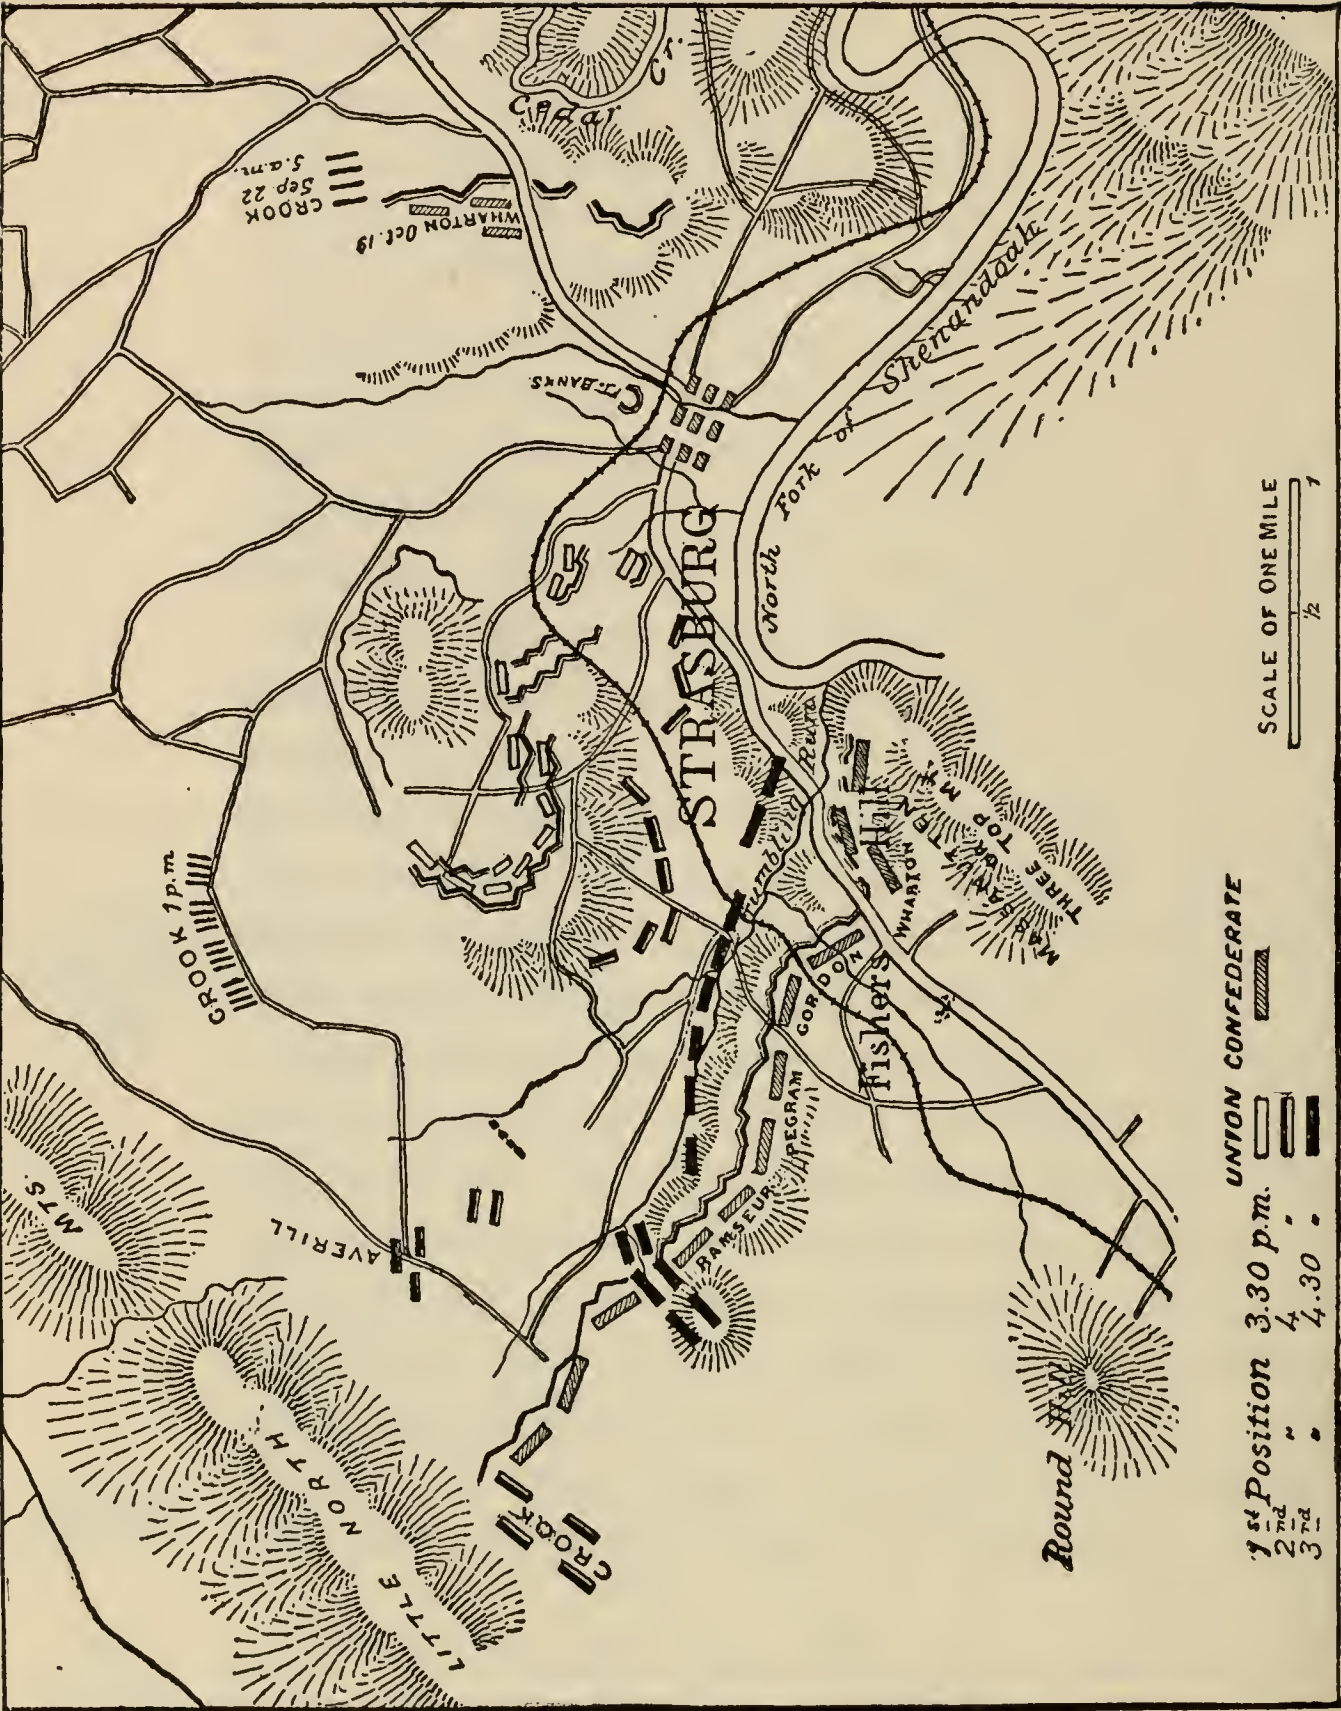 Cedar Cr.
CROOK
Sep. 22
5. a.m.
WHARTON Oct. 19
FT. BANKS.
North Fork of Shenandoah
STRASBURG
CROOK 1 p.m
Tumbling Run
Fishers Hill
WHARTON
GORDON
PEGRAM
RAMSEUR
MASSANUTTEN
OR
THREE TOP MT.
AVERILL
MTS.
LITTLE NORTH
CROOK
Round Hill
SCALE OF ONE MILE
1/2 1
UNION CONFEDERATE
1st Position 3.30 p.m.
2nd " 4 "
3rd " 4.30 "